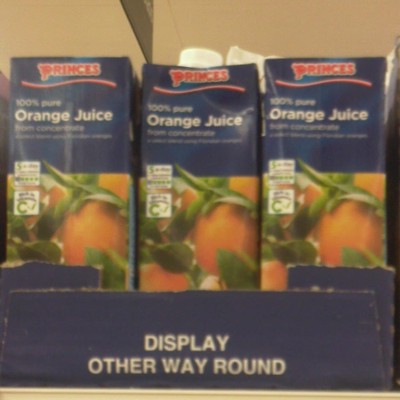 PRINCES
100% pure
Orange Juice
from concentrate
PRINCES
100% pure
Orange Juice
from concentrate
PRINCES
100% pure
Orange Juice
from concentrate
DISPLAY
OTHER WAY ROUND